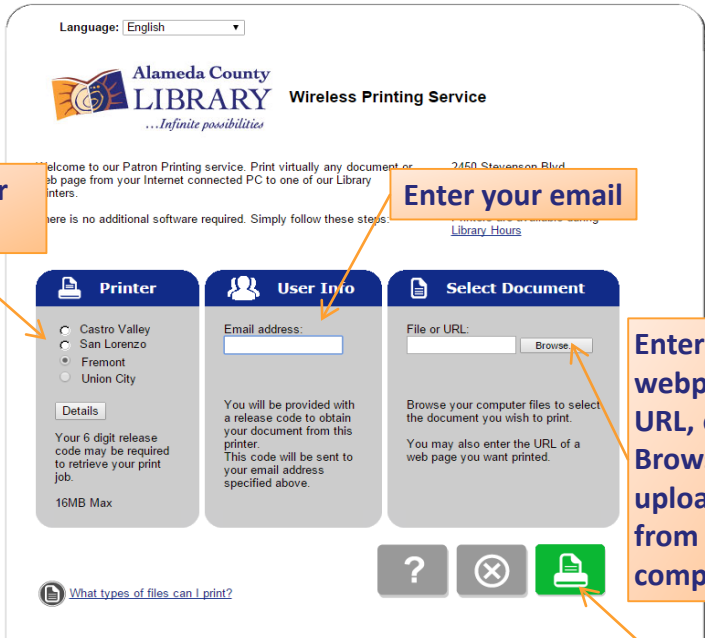 Language: English
Alameda County
LIBRARY
...Infinite possibilities
Wireless Printing Service
Welcome to our Patron Printing service. Print virtually any document or
web page from your Internet connected PC to one of our Library
2450 Stevenson Blvd
There is no additional software required. Simply follow these steps:
Library Hours
Enter your email
Printer
Castro Valley
San Lorenzo
Fremont
Union City
Details
Your 6 digit release
code may be required
to retrieve your print
job.
16MB Max
User Info
Email address:
You will be provided with
a release code to obtain
your document from this
printer.
This code will be sent to
your email address
specified above.
Select Document
File or URL:
Browse...
Browse your computer files to select
the document you wish to print.
You may also enter the URL of a
web page you want printed.
Enter
URL,
from
?
What types of files can I print?